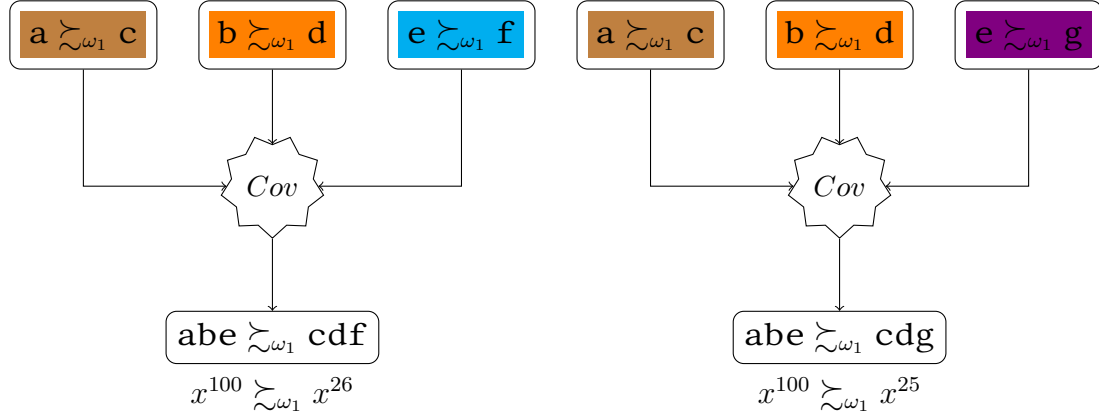 a ≿ω₁ c b ≿ω₁ d e ≿ω₁ f a ≿ω₁ c b ≿ω₁ d e ≿ω₁ g
Cov Cov
abe ≿ω₁ cdf abe ≿ω₁ cdg
x¹⁰⁰ ≿ω₁ x²⁶ x¹⁰⁰ ≿ω₁ x²⁵